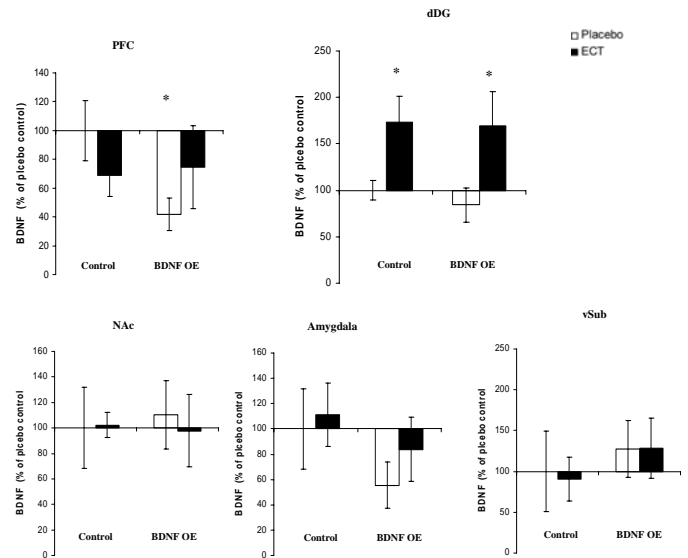 PFC
BDNF (% of plcebo control)
140
120
100
80
60
40
20
0
*
Control
BDNF OE
dDG
BDNF (% of plcebo control)
250
200
150
100
50
0
*
*
Control
BDNF OE
Placebo
ECT
NAc
BDNF (% of plcebo control
160
140
120
100
80
60
40
20
0
Control
BDNF OE
Amygdala
BDNF (% of plcebo control
160
140
120
100
80
60
40
20
0
Control
BDNF OE
vSub
BDNF (% of plcebo control
250
200
150
100
50
0
Control
BDNF OE